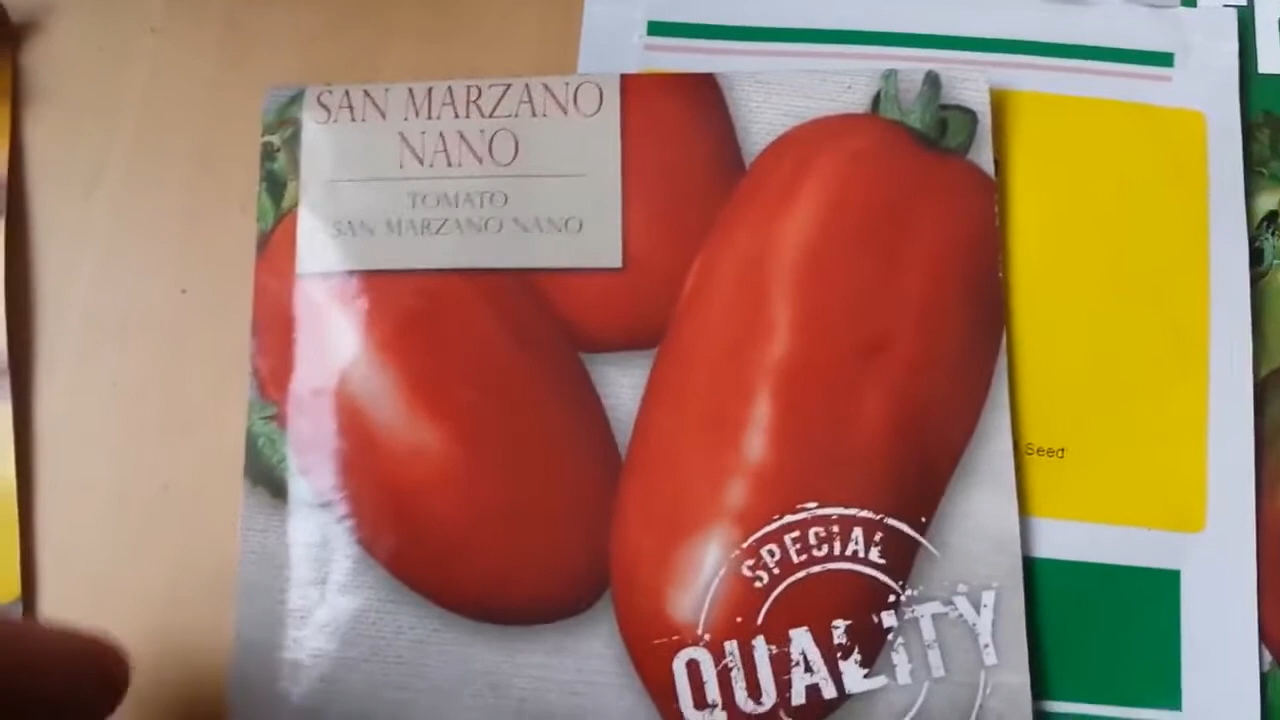 SAN MARZANO
NANO
TOMATO
SAN MARZANO NANO
Seed
SPECIAL
QUALITY